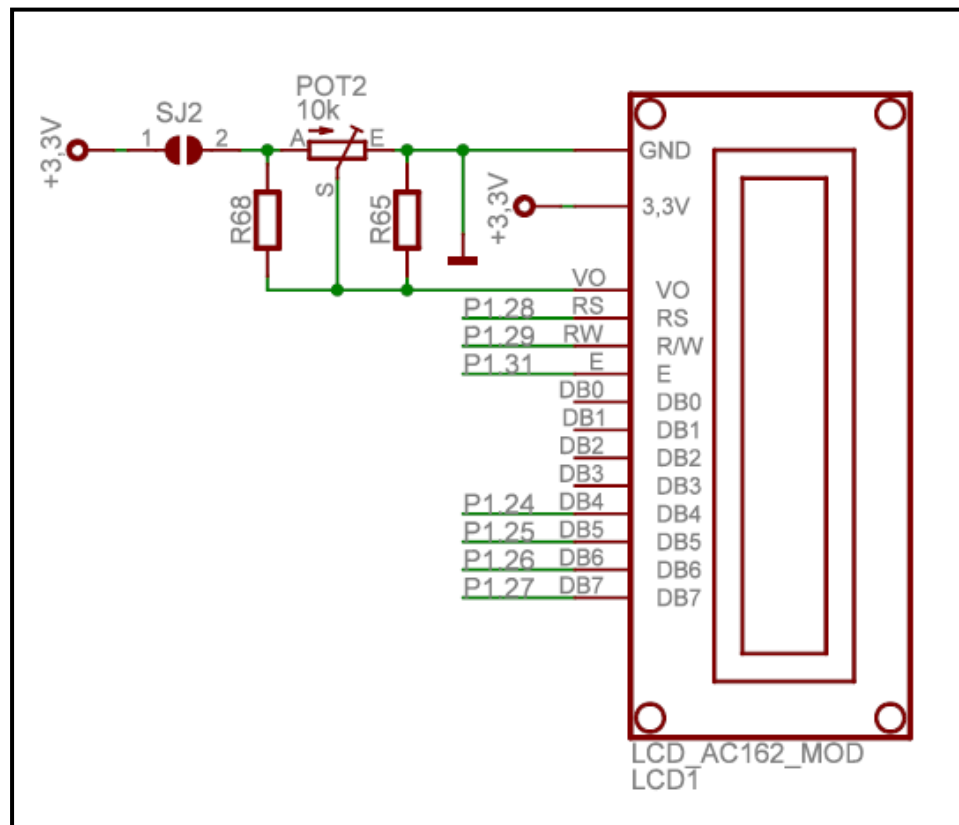 POT2
10k
SJ2
+3,3V
1
2
A
E
S
R68
R65
+3,3V
GND
3,3V
VO
VO
P1.28
RS
RS
P1.29
RW
R/W
P1.31
E
E
DB0
DB0
DB1
DB1
DB2
DB2
DB3
DB3
P1.24
DB4
DB4
P1.25
DB5
DB5
P1.26
DB6
DB6
P1.27
DB7
DB7
LCD_AC162_MOD
LCD1